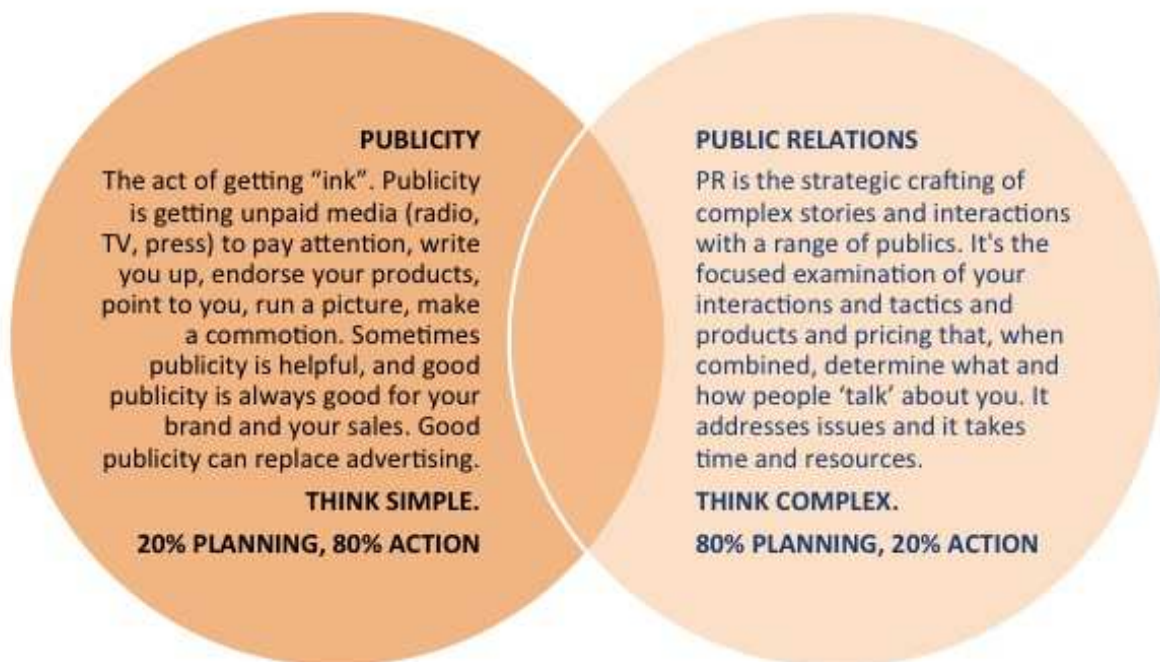 PUBLICITY
The act of getting “ink”. Publicity
is getting unpaid media (radio,
TV, press) to pay attention, write
you up, endorse your products,
point to you, run a picture, make
a commotion. Sometimes
publicity is helpful, and good
publicity is always good for your
brand and your sales. Good
publicity can replace advertising.
THINK SIMPLE.
20% PLANNING, 80% ACTION
PUBLIC RELATIONS
PR is the strategic crafting of
complex stories and interactions
with a range of publics. It's the
focused examination of your
interactions and tactics and
products and pricing that, when
combined, determine what and
how people ‘talk’ about you. It
addresses issues and it takes
time and resources.
THINK COMPLEX.
80% PLANNING, 20% ACTION